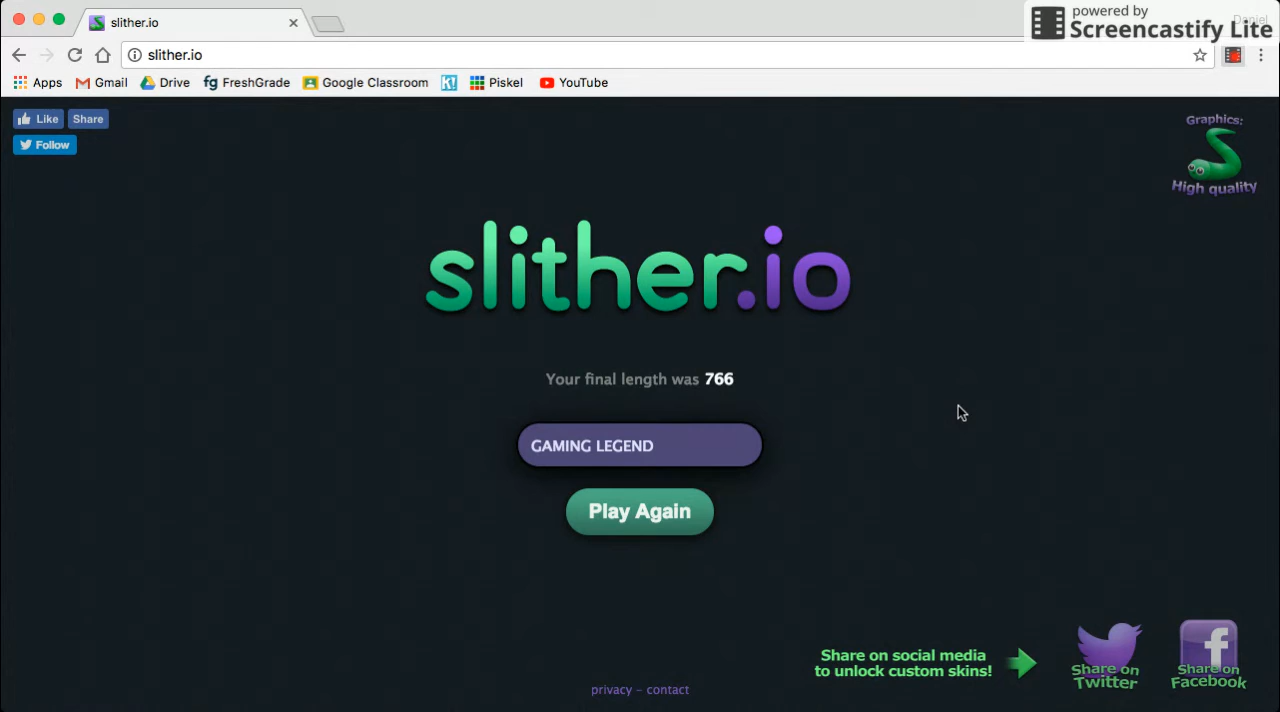 slither.io
powered by
Screencastify Lite
Daniel
slither.io
Apps Gmail Drive fg FreshGrade Google Classroom K! Piskel YouTube
Like Share
Follow
Graphics:
High quality
slither.io
Your final length was 766
GAMING LEGEND
Play Again
Share on social media
to unlock custom skins!
Share on
Twitter
Share on
Facebook
privacy - contact